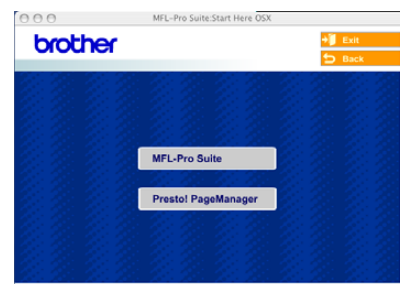 MFL-Pro Suite:Start Here OSX
brother
Exit
Back
MFL-Pro Suite
Presto! PageManager